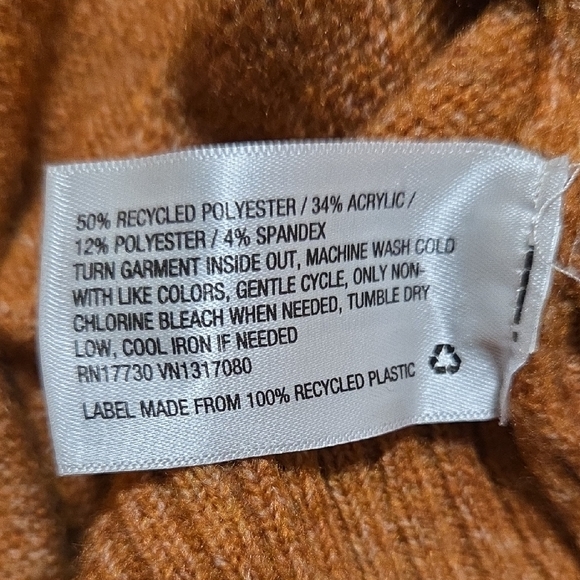 50% RECYCLED POLYESTER / 34% ACRYLIC /
12% POLYESTER / 4% SPANDEX
TURN GARMENT INSIDE OUT, MACHINE WASH COLD
WITH LIKE COLORS, GENTLE CYCLE, ONLY NON-
CHLORINE BLEACH WHEN NEEDED, TUMBLE DRY
LOW, COOL IRON IF NEEDED
RN17730 VN1317080
LABEL MADE FROM 100% RECYCLED PLASTIC